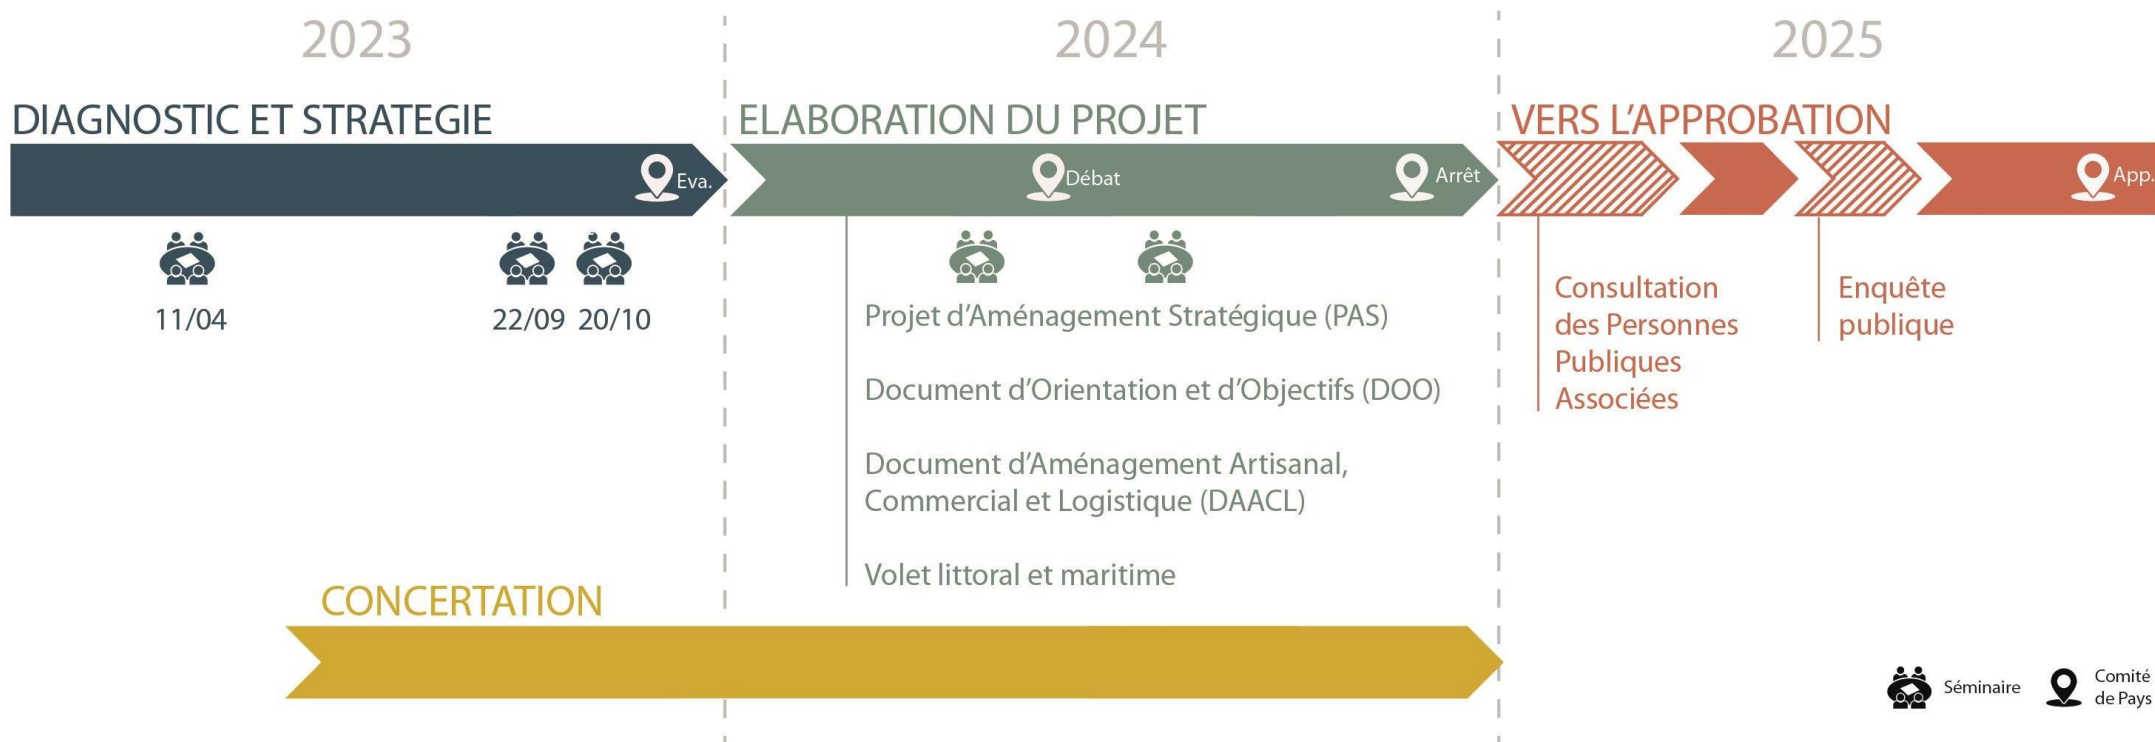 2023
2024
2025
DIAGNOSTIC ET STRATEGIE
ELABORATION DU PROJET
VERS L'APPROBATION
Eva.
Débat
Arrêt
App.
11/04
22/09
20/10
Projet d'Aménagement Stratégique (PAS)
Document d'Orientation et d'Objectifs (DOO)
Document d'Aménagement Artisanal,
Commercial et Logistique (DAACL)
Volet littoral et maritime
Consultation
des Personnes
Publiques
Associées
Enquête
publique
CONCERTATION
Séminaire
Comité
de Pays